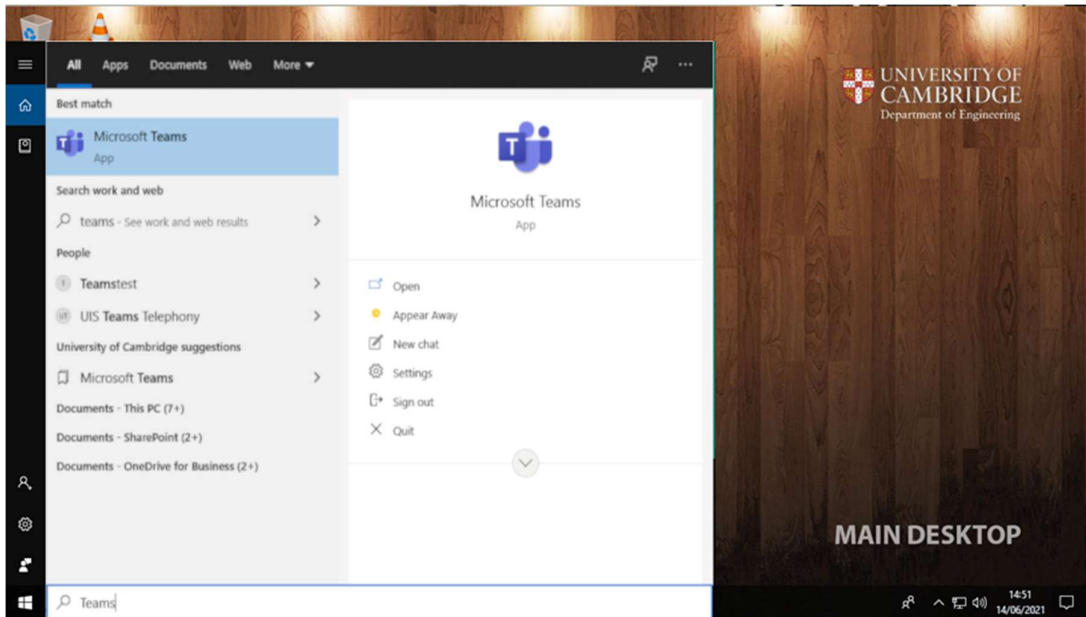 All Apps Documents Web More
Best match
Microsoft Teams
App
Search work and web
teams - See work and web results
People
Teamstest
UIS Teams Telephony
University of Cambridge suggestions
Microsoft Teams
Documents - This PC (7+)
Documents - SharePoint (2+)
Documents - OneDrive for Business (2+)
Microsoft Teams
App
Open
Appear Away
New chat
Settings
Sign out
Quit
UNIVERSITY OF
CAMBRIDGE
Department of Engineering
MAIN DESKTOP
Teams
14:51
14/06/2021